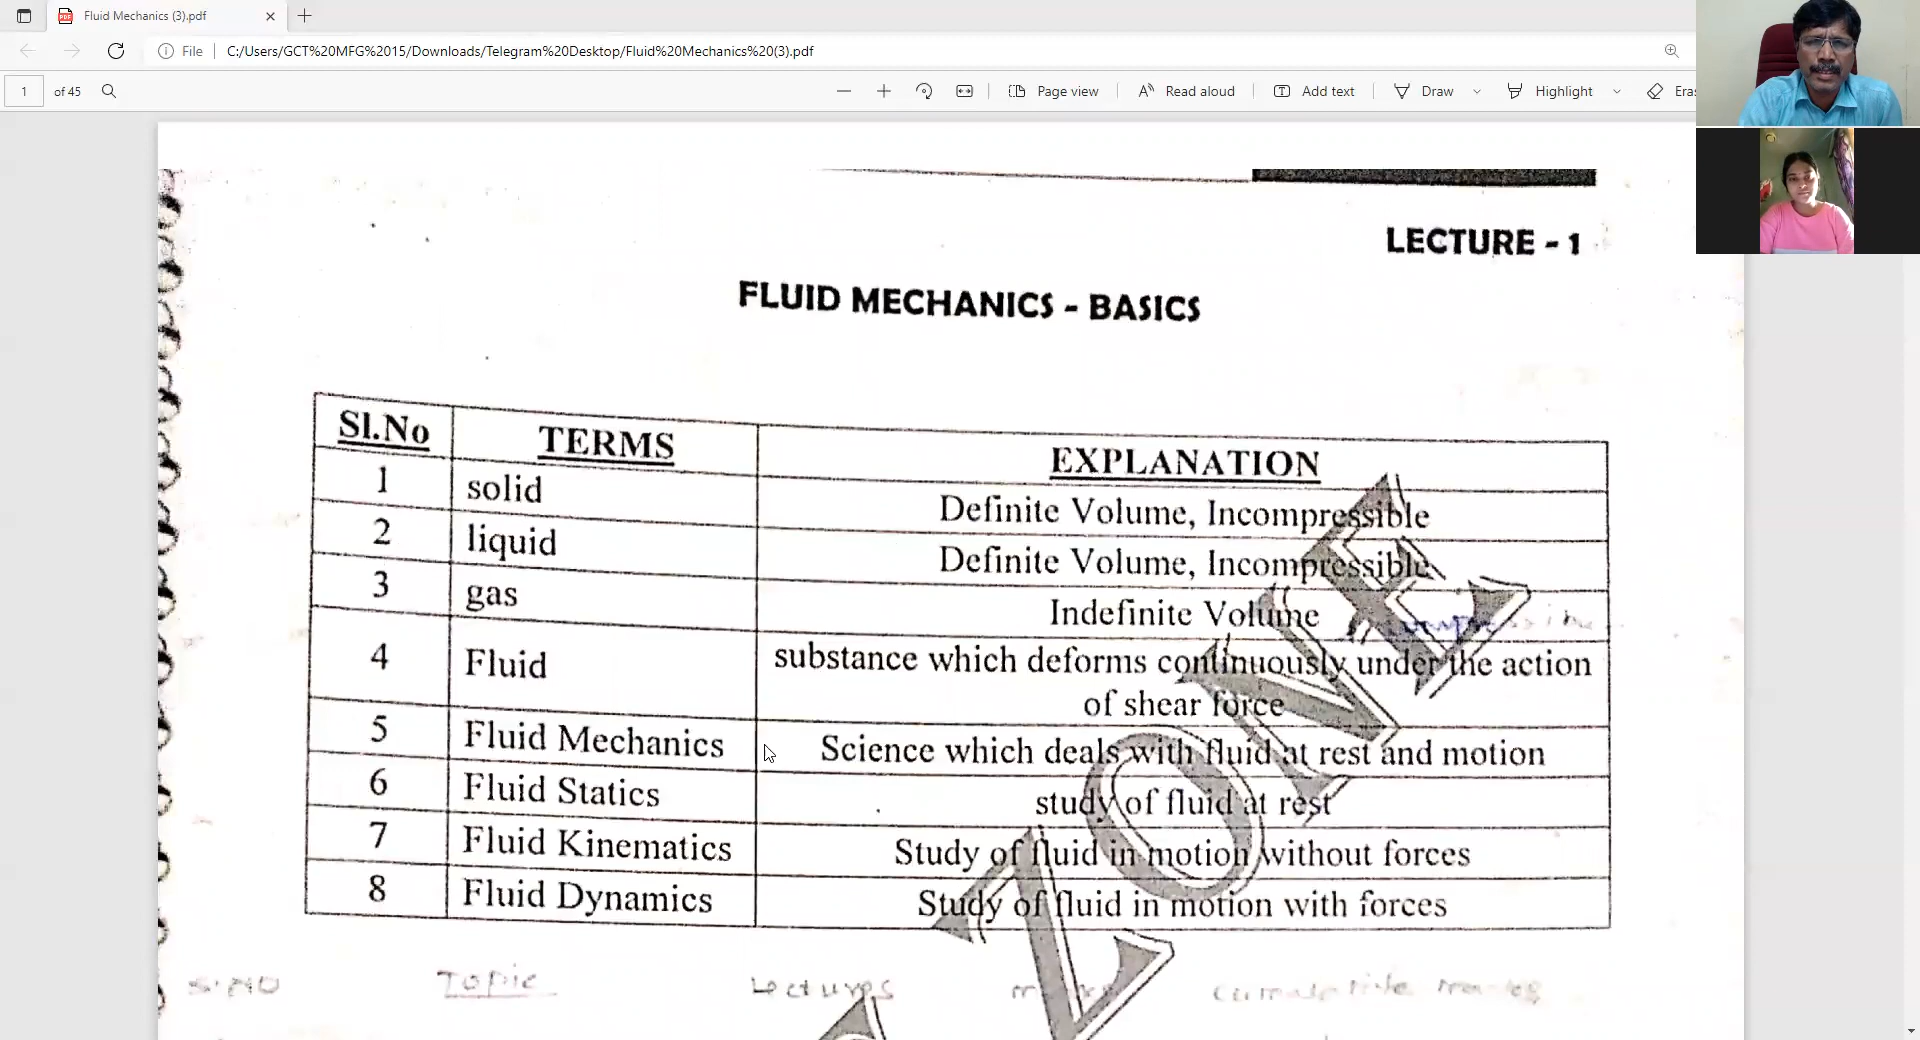 Fluid Mechanics (3).pdf
File
C:/Users/GCT%20MFG%2015/Downloads/Telegram%20Desktop/Fluid%20Mechanics%20(3).pdf
1 of 45
Page view
Read aloud
Add text
Draw
Highlight
Eras
LECTURE - 1
FLUID MECHANICS - BASICS
Sl.No TERMS EXPLANATION
1 solid Definite Volume, Incompressible
2 liquid Definite Volume, Incompressible
3 gas Indefinite Volume
4 Fluid substance which deforms continuously under the action
of shear force
5 Fluid Mechanics Science which deals with fluid at rest and motion
6 Fluid Statics study of fluid at rest
7 Fluid Kinematics Study of fluid in motion without forces
8 Fluid Dynamics Study of fluid in motion with forces
S.NO Topic Lectures
ZONE